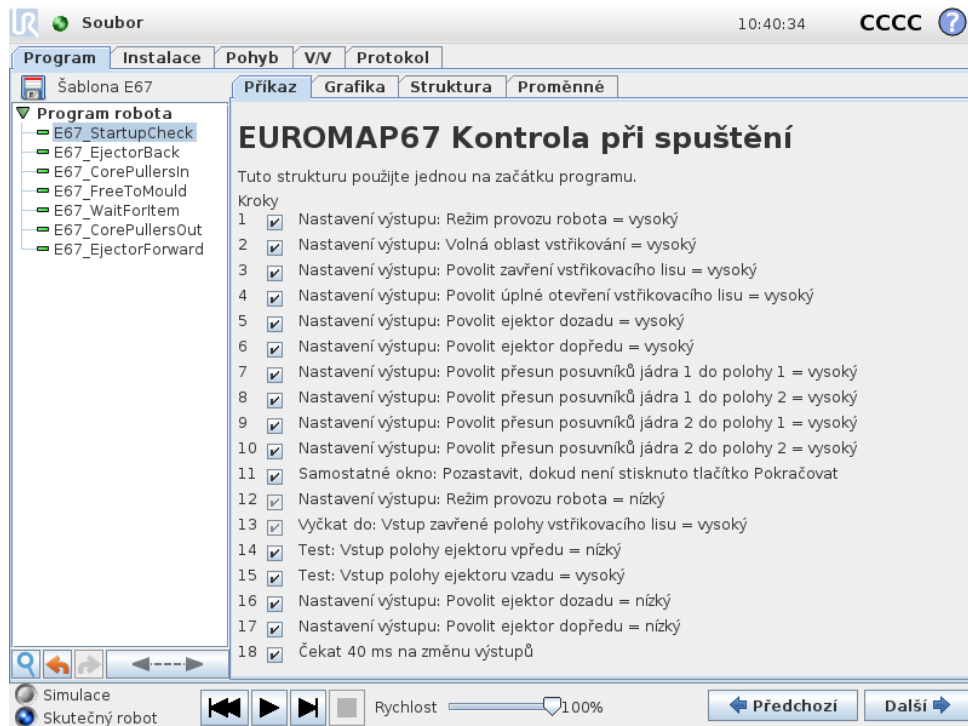 UR Soubor 10:40:34 CCCC ?
Program Instalace Pohyb V/V Protokol
Šablona E67 Příkaz Grafika Struktura Proměnné
Program robota
E67_StartupCheck
E67_EjectorBack
E67_CorePullersIn
E67_FreeToMould
E67_WaitForItem
E67_CorePullersOut
E67_EjectorForward
EUROMAP67 Kontrola při spuštění
Tuto strukturu použijte jednou na začátku programu.
Kroky
1 Nastavení výstupu: Režim provozu robota = vysoký
2 Nastavení výstupu: Volná oblast vstřikování = vysoký
3 Nastavení výstupu: Povolit zavření vstřikovacího lisu = vysoký
4 Nastavení výstupu: Povolit úplné otevření vstřikovacího lisu = vysoký
5 Nastavení výstupu: Povolit ejektor dozadu = vysoký
6 Nastavení výstupu: Povolit ejektor dopředu = vysoký
7 Nastavení výstupu: Povolit přesun posuvníků jádra 1 do polohy 1 = vysoký
8 Nastavení výstupu: Povolit přesun posuvníků jádra 1 do polohy 2 = vysoký
9 Nastavení výstupu: Povolit přesun posuvníků jádra 2 do polohy 1 = vysoký
10 Nastavení výstupu: Povolit přesun posuvníků jádra 2 do polohy 2 = vysoký
11 Samostatné okno: Pozastavit, dokud není stisknuto tlačítko Pokračovat
12 Nastavení výstupu: Režim provozu robota = nízký
13 Vyčkat do: Vstup zavřené polohy vstřikovacího lisu = vysoký
14 Test: Vstup polohy ejektoru vpředu = nízký
15 Test: Vstup polohy ejektoru vzadu = vysoký
16 Nastavení výstupu: Povolit ejektor dozadu = nízký
17 Nastavení výstupu: Povolit ejektor dopředu = nízký
18 Čekat 40 ms na změnu výstupů
Simulace
Skutečný robot
Rychlost 100%
Předchozí Další